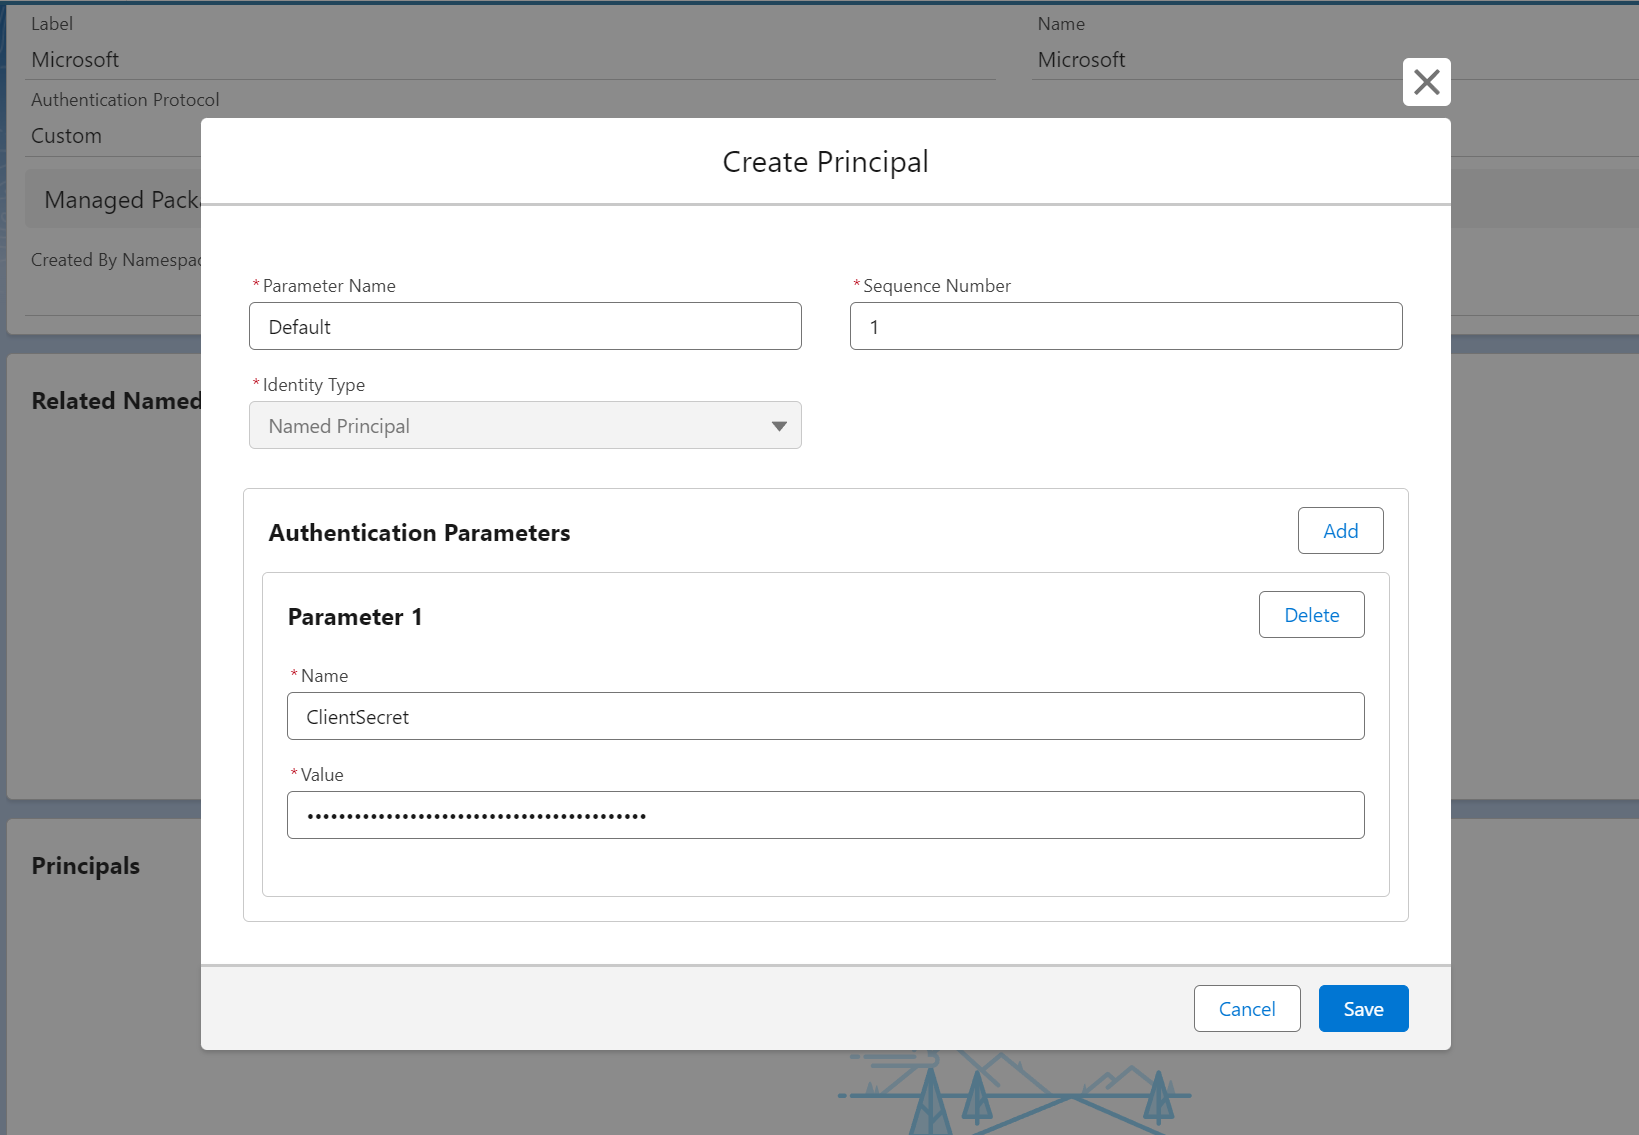 Label
Name
Microsoft
Microsoft
Authentication Protocol
Custom
Create Principal
Managed Pack
Created By Namespac
*Parameter Name
*Sequence Number
Default
1
*Identity Type
Related Named
Named Principal
Authentication Parameters
Add
Parameter 1
Delete
*Name
ClientSecret
*Value
Principals
Cancel
Save